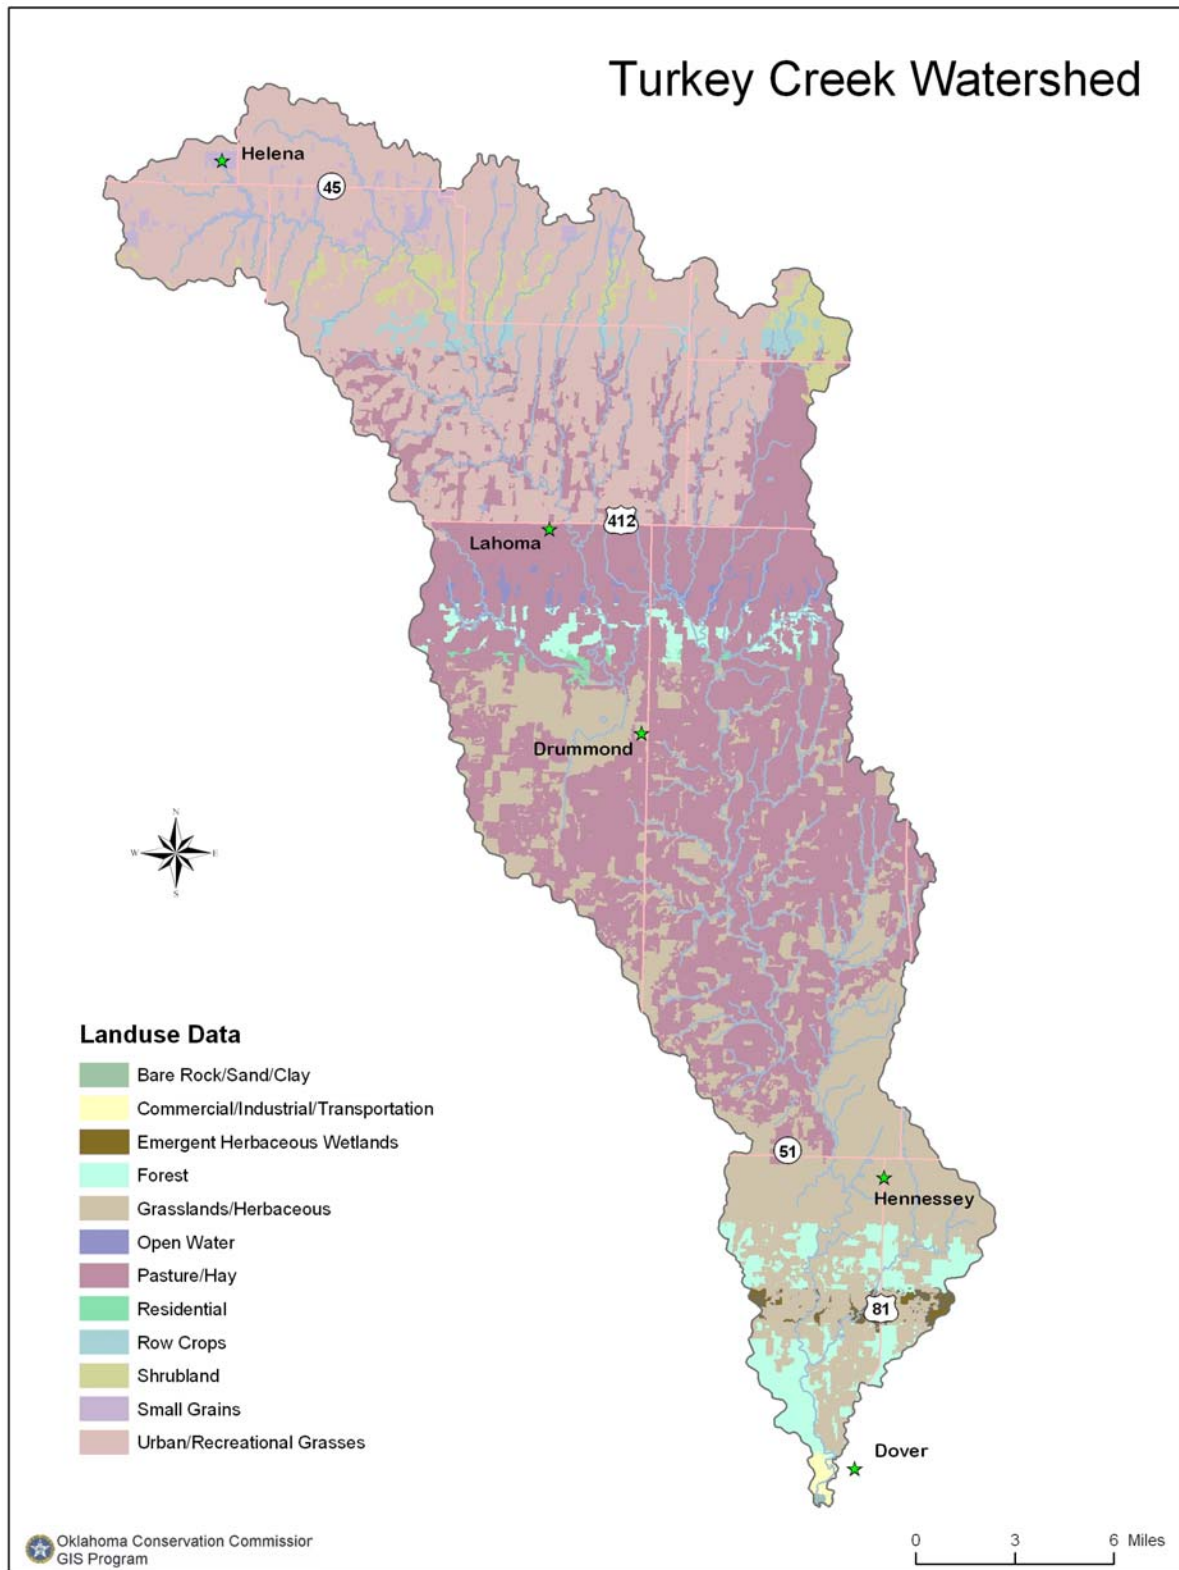 Turkey Creek Watershed
Helena
45
412
Lahoma
Drummond
N
W E
S
51
Hennessey
81
Dover
Landuse Data
Bare Rock/Sand/Clay
Commercial/Industrial/Transportation
Emergent Herbaceous Wetlands
Forest
Grasslands/Herbaceous
Open Water
Pasture/Hay
Residential
Row Crops
Shrubland
Small Grains
Urban/Recreational Grasses
Oklahoma Conservation Commission
GIS Program
0 3 6 Miles